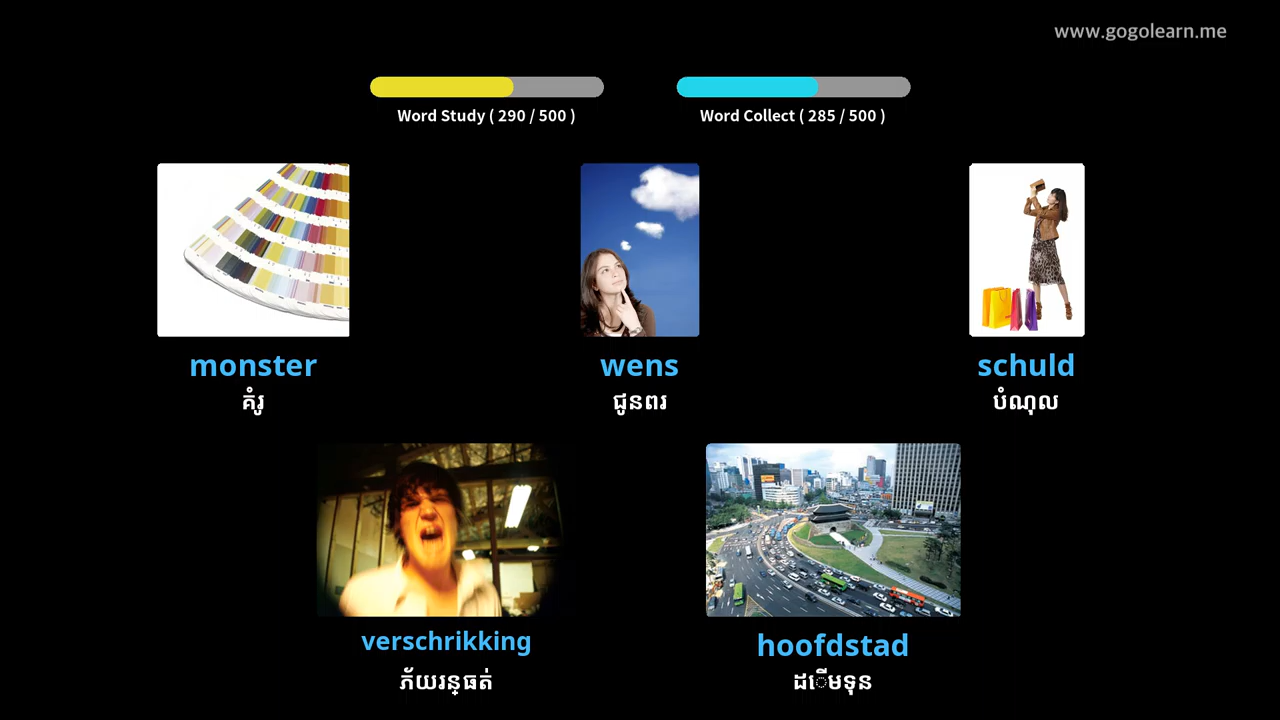 www.gogolearn.me
Word Study ( 290 / 500 )
Word Collect ( 285 / 500 )
monster
គំរូ
wens
ជូនពរ
schuld
បំណុល
verschrikking
ភ័យរន្ធត់
hoofdstad
ដេីមទុន